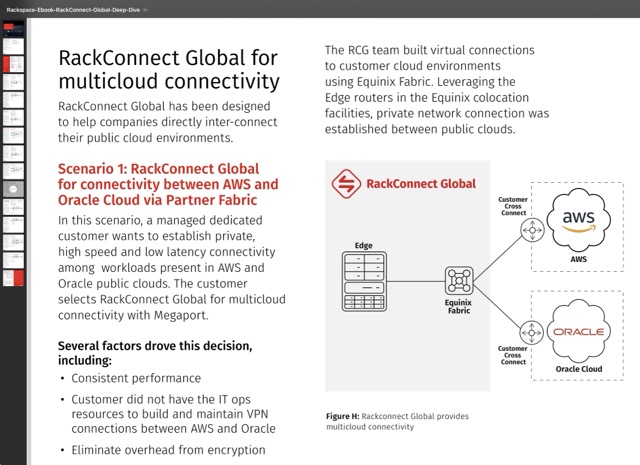 Rackspace-Ebook-RackConnect-Global-Deep-Dive
RackConnect Global for
multicloud connectivity
RackConnect Global has been designed
to help companies directly inter-connect
their public cloud environments.
Scenario 1: RackConnect Global
for connectivity between AWS and
Oracle Cloud via Partner Fabric
In this scenario, a managed dedicated
customer wants to establish private,
high speed and low latency connectivity
among workloads present in AWS and
Oracle public clouds. The customer
selects RackConnect Global for multicloud
connectivity with Megaport.
Several factors drove this decision,
including:
• Consistent performance
• Customer did not have the IT ops
resources to build and maintain VPN
connections between AWS and Oracle
• Eliminate overhead from encryption
The RCG team built virtual connections
to customer cloud environments
using Equinix Fabric. Leveraging the
Edge routers in the Equinix colocation
facilities, private network connection was
established between public clouds.
RackConnect Global
Edge
Equinix
Fabric
Customer
Cross
Connect
aws
AWS
ORACLE
Customer
Cross
Connect
Oracle Cloud
Figure H: Rackconnect Global provides
multicloud connectivity